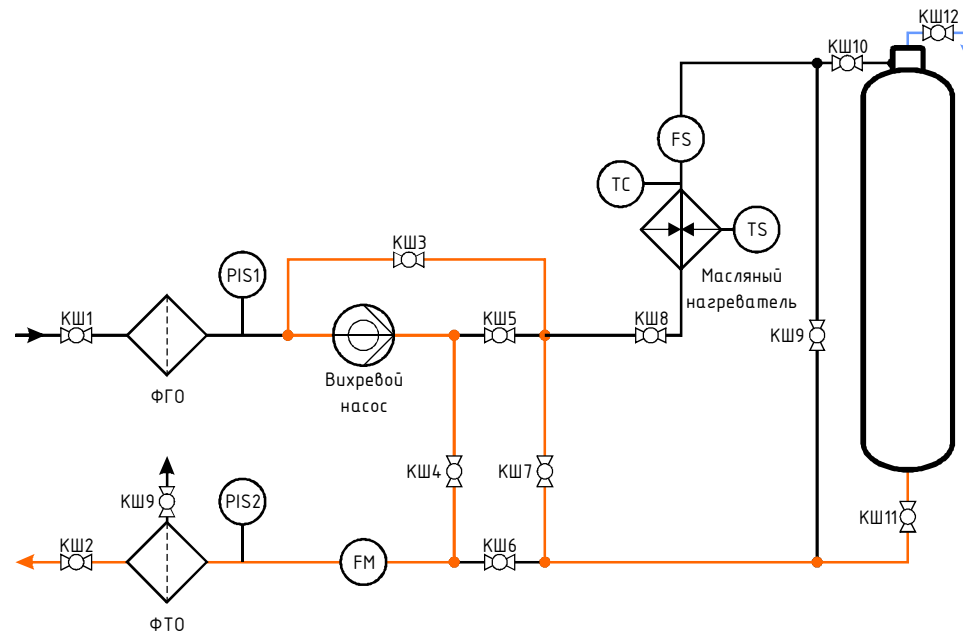 КШ12
КШ10
FS
TC
TS
КШ3
Масляный
нагреватель
PIS1
КШ1
КШ5
КШ8
КШ9
Вихревой
насос
ФГО
КШ4
КШ7
КШ9
PIS2
КШ11
КШ6
КШ2
FM
ФТО